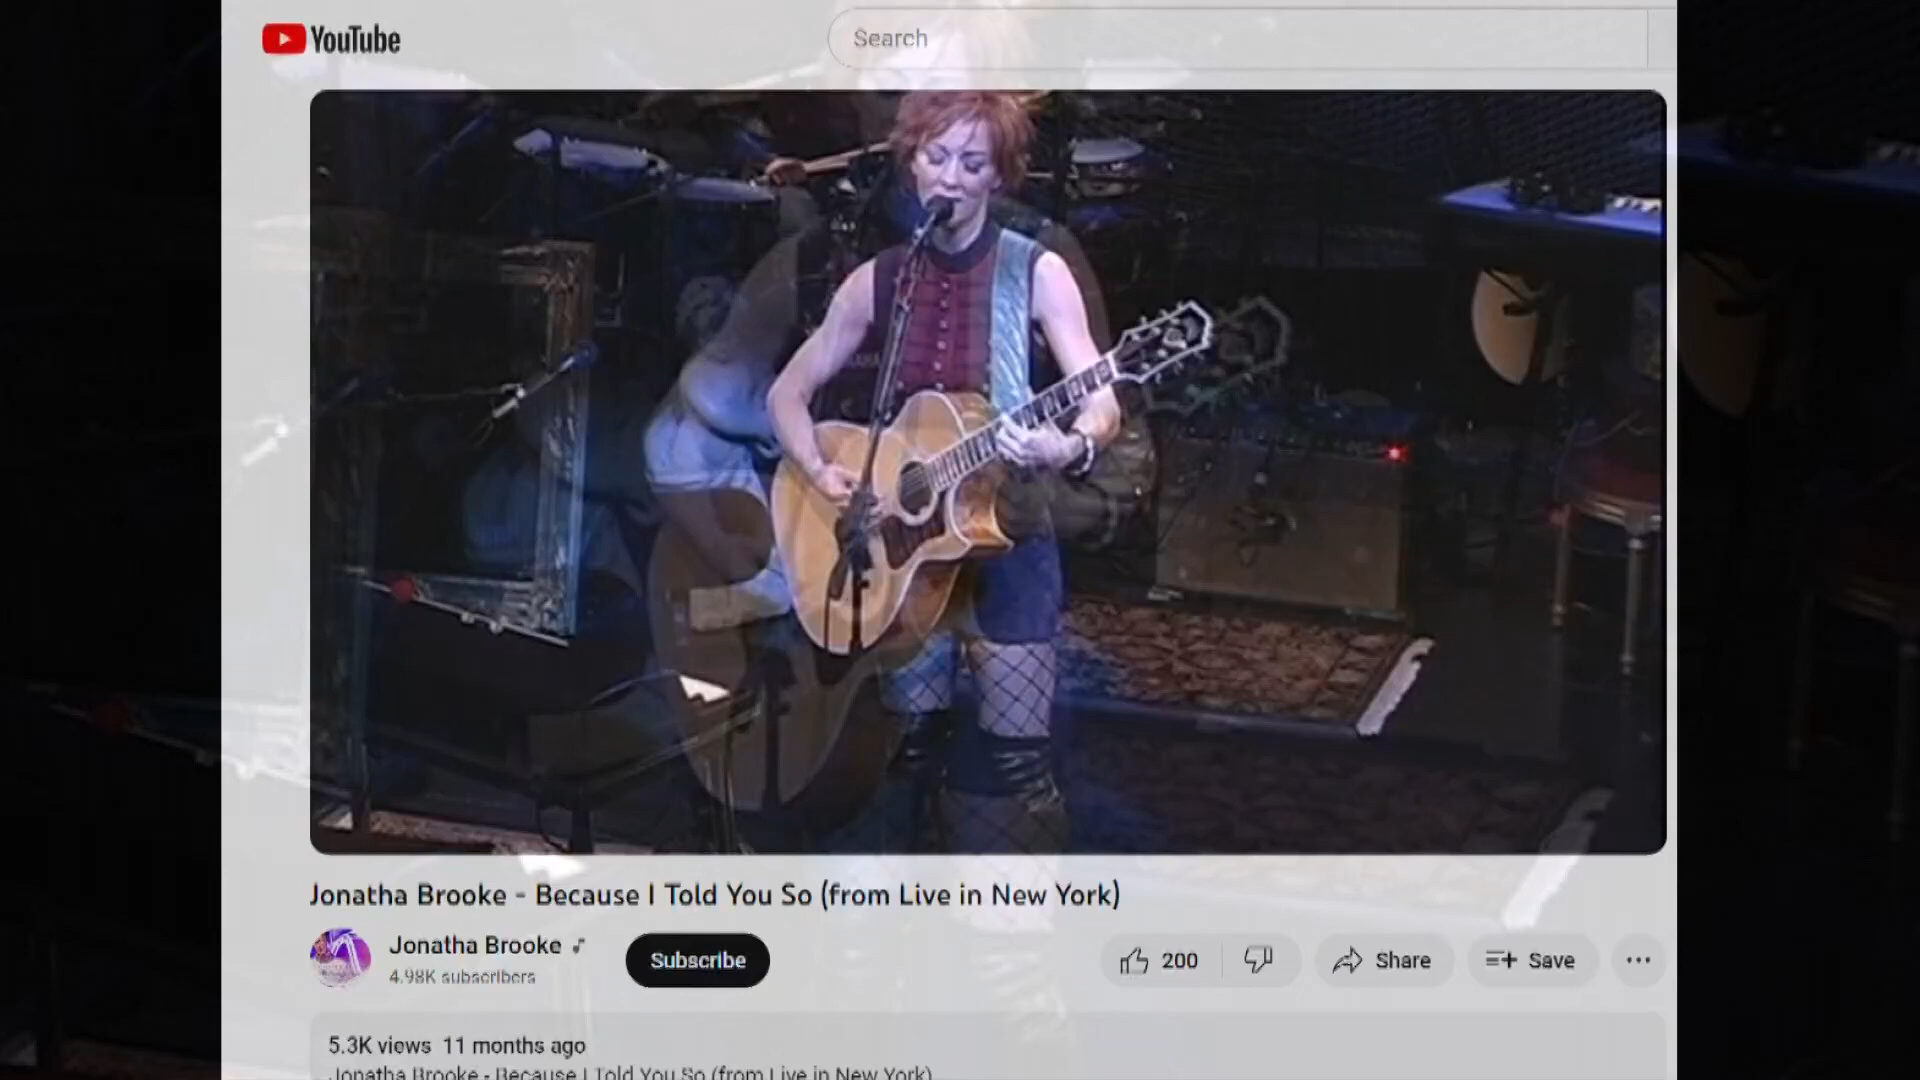 YouTube
Search
Jonatha Brooke - Because I Told You So (from Live in New York)
Jonatha Brooke
4.98K subscribers
Subscribe
200
Share
Save
5.3K views 11 months ago
Jonatha Brooke - Because I Told You So (from Live in New York)